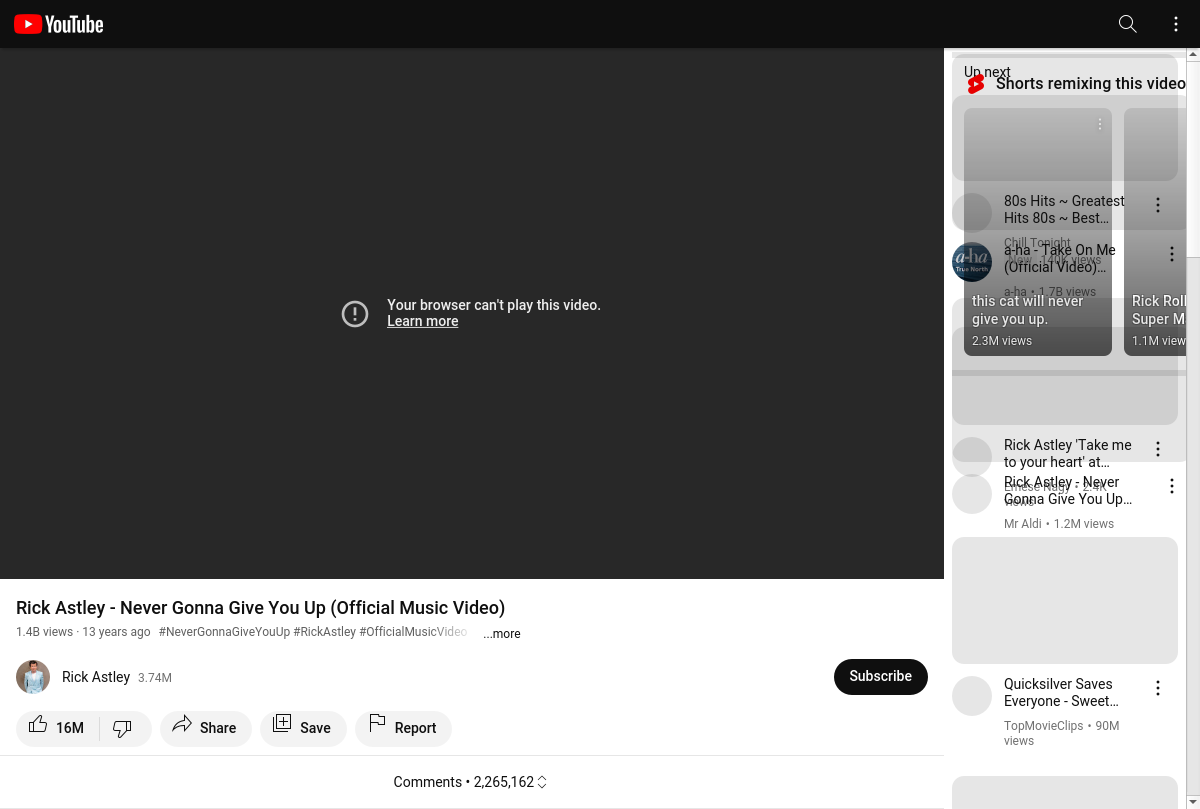 YouTube
Your browser can't play this video.
Learn more
Rick Astley - Never Gonna Give You Up (Official Music Video)
1.4B views · 13 years ago #NeverGonnaGiveYouUp #RickAstley #OfficialMusicVideo ...more
Rick Astley 3.74M
Subscribe
16M
Share
Save
Report
Comments • 2,265,162
Up next
Shorts remixing this video
80s Hits ~ Greatest
Hits 80s ~ Best...
Chill Tonight
New 140K views
a-ha
True North
a-ha - Take On Me
(Official Video)...
a-ha • 1.7B views
this cat will never
give you up.
2.3M views
Rick Roll
Super M
1.1M view
Rick Astley 'Take me
to your heart' at...
Emese Nagy • 2.4K
views
Rick Astley - Never
Gonna Give You Up...
Mr Aldi • 1.2M views
Quicksilver Saves
Everyone - Sweet...
TopMovieClips • 90M
views